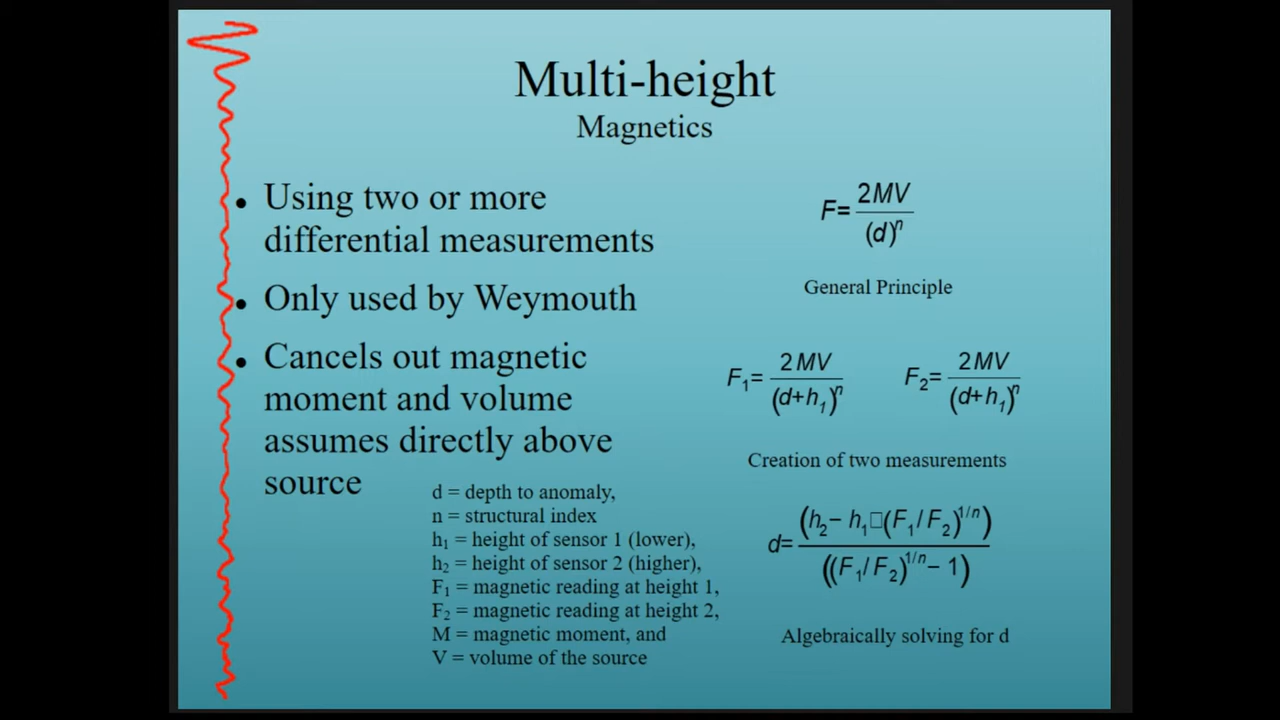 Multi-height
Magnetics
• Using two or more
differential measurements
• Only used by Weymouth
• Cancels out magnetic
moment and volume
assumes directly above
source
d = depth to anomaly,
n = structural index
h₁ = height of sensor 1 (lower),
h₂ = height of sensor 2 (higher),
F₁ = magnetic reading at height 1,
F₂ = magnetic reading at height 2,
M = magnetic moment, and
V = volume of the source
F= 2MV / (d)ⁿ
General Principle
F₁= 2MV / (d+h₁)ⁿ F₂= 2MV / (d+h₁)ⁿ
Creation of two measurements
d= (h₂− h₁□(F₁/F₂)^1/n) / ((F₁/F₂)^1/n − 1)
Algebraically solving for d